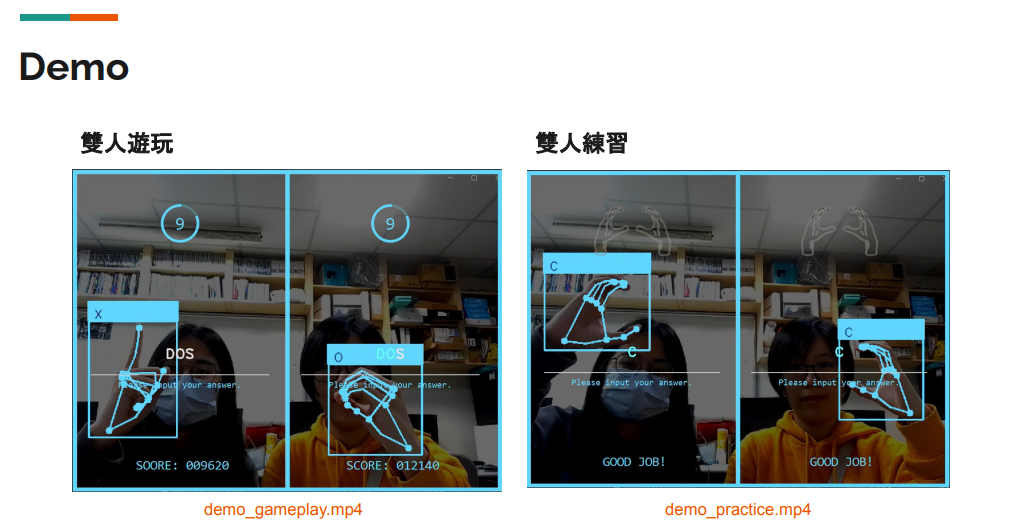 Demo
雙人遊玩
9
9
X
DOS
Please input your answer.
SOORE: 009620
O
DOS
Please input your answer.
SCORE: 012140
demo_gameplay.mp4
雙人練習
C
C
Please input your answer.
GOOD JOB!
C
C
Please input your answer.
GOOD JOB!
demo_practice.mp4